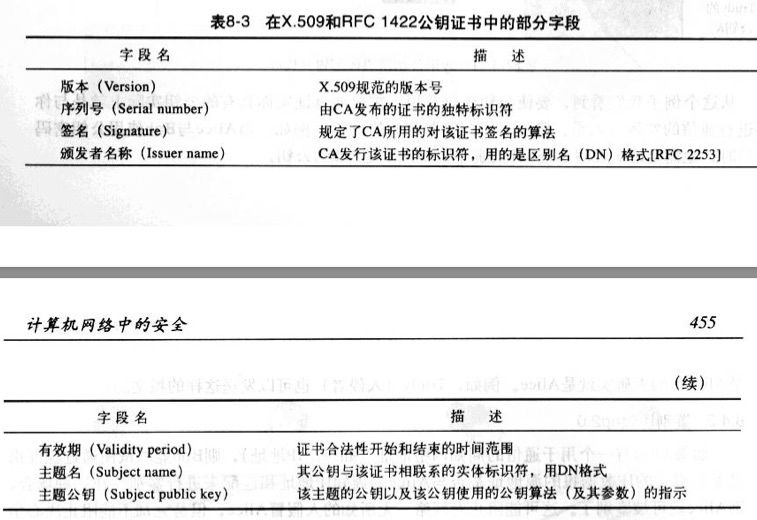 表8-3 在X.509和RFC 1422公钥证书中的部分字段
字段名 描述
版本（Version） X.509规范的版本号
序列号（Serial number） 由CA发布的证书的独特标识符
签名（Signature） 规定了CA所用的对该证书签名的算法
颁发者名称（Issuer name） CA发行该证书的标识符，用的是区别名（DN）格式[RFC 2253]
计算机网络中的安全 455
（续）
字段名 描述
有效期（Validity period） 证书合法性开始和结束的时间范围
主题名（Subject name） 其公钥与该证书相联系的实体标识符，用DN格式
主题公钥（Subject public key） 该主题的公钥以及该公钥使用的公钥算法（及其参数）的指示